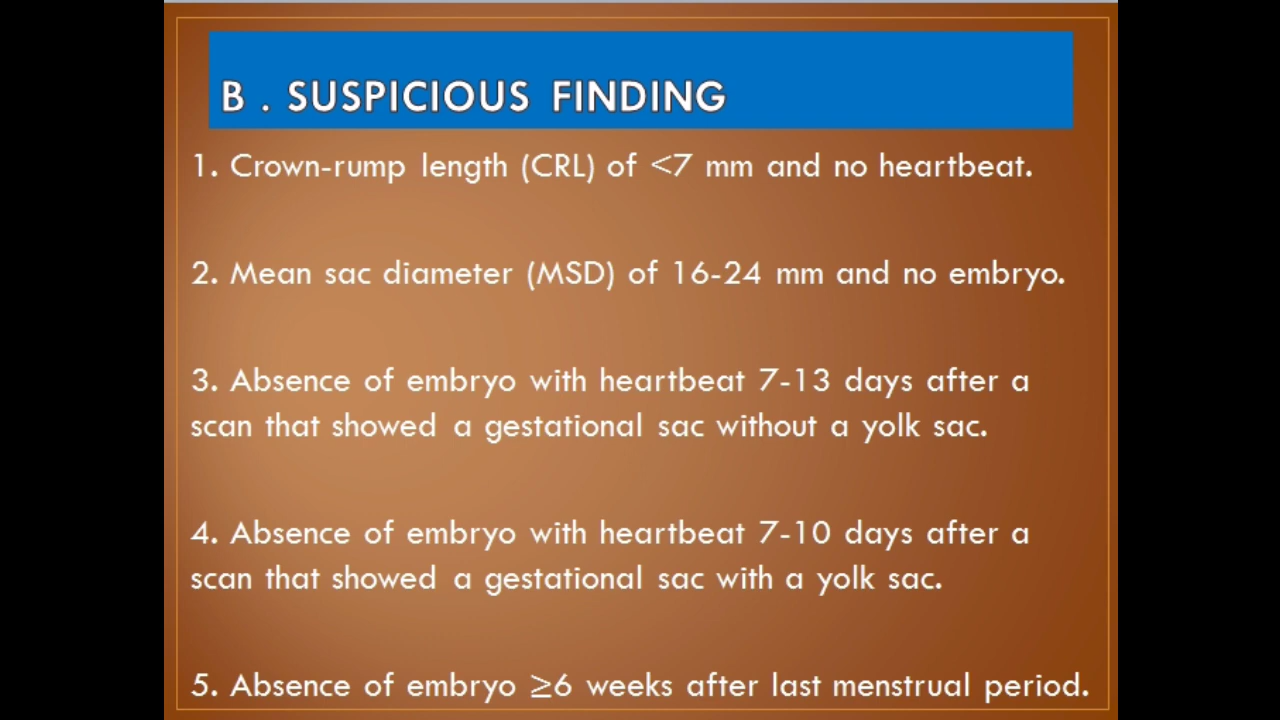 B . SUSPICIOUS FINDING
1. Crown-rump length (CRL) of <7 mm and no heartbeat.
2. Mean sac diameter (MSD) of 16-24 mm and no embryo.
3. Absence of embryo with heartbeat 7-13 days after a
scan that showed a gestational sac without a yolk sac.
4. Absence of embryo with heartbeat 7-10 days after a
scan that showed a gestational sac with a yolk sac.
5. Absence of embryo ≥6 weeks after last menstrual period.